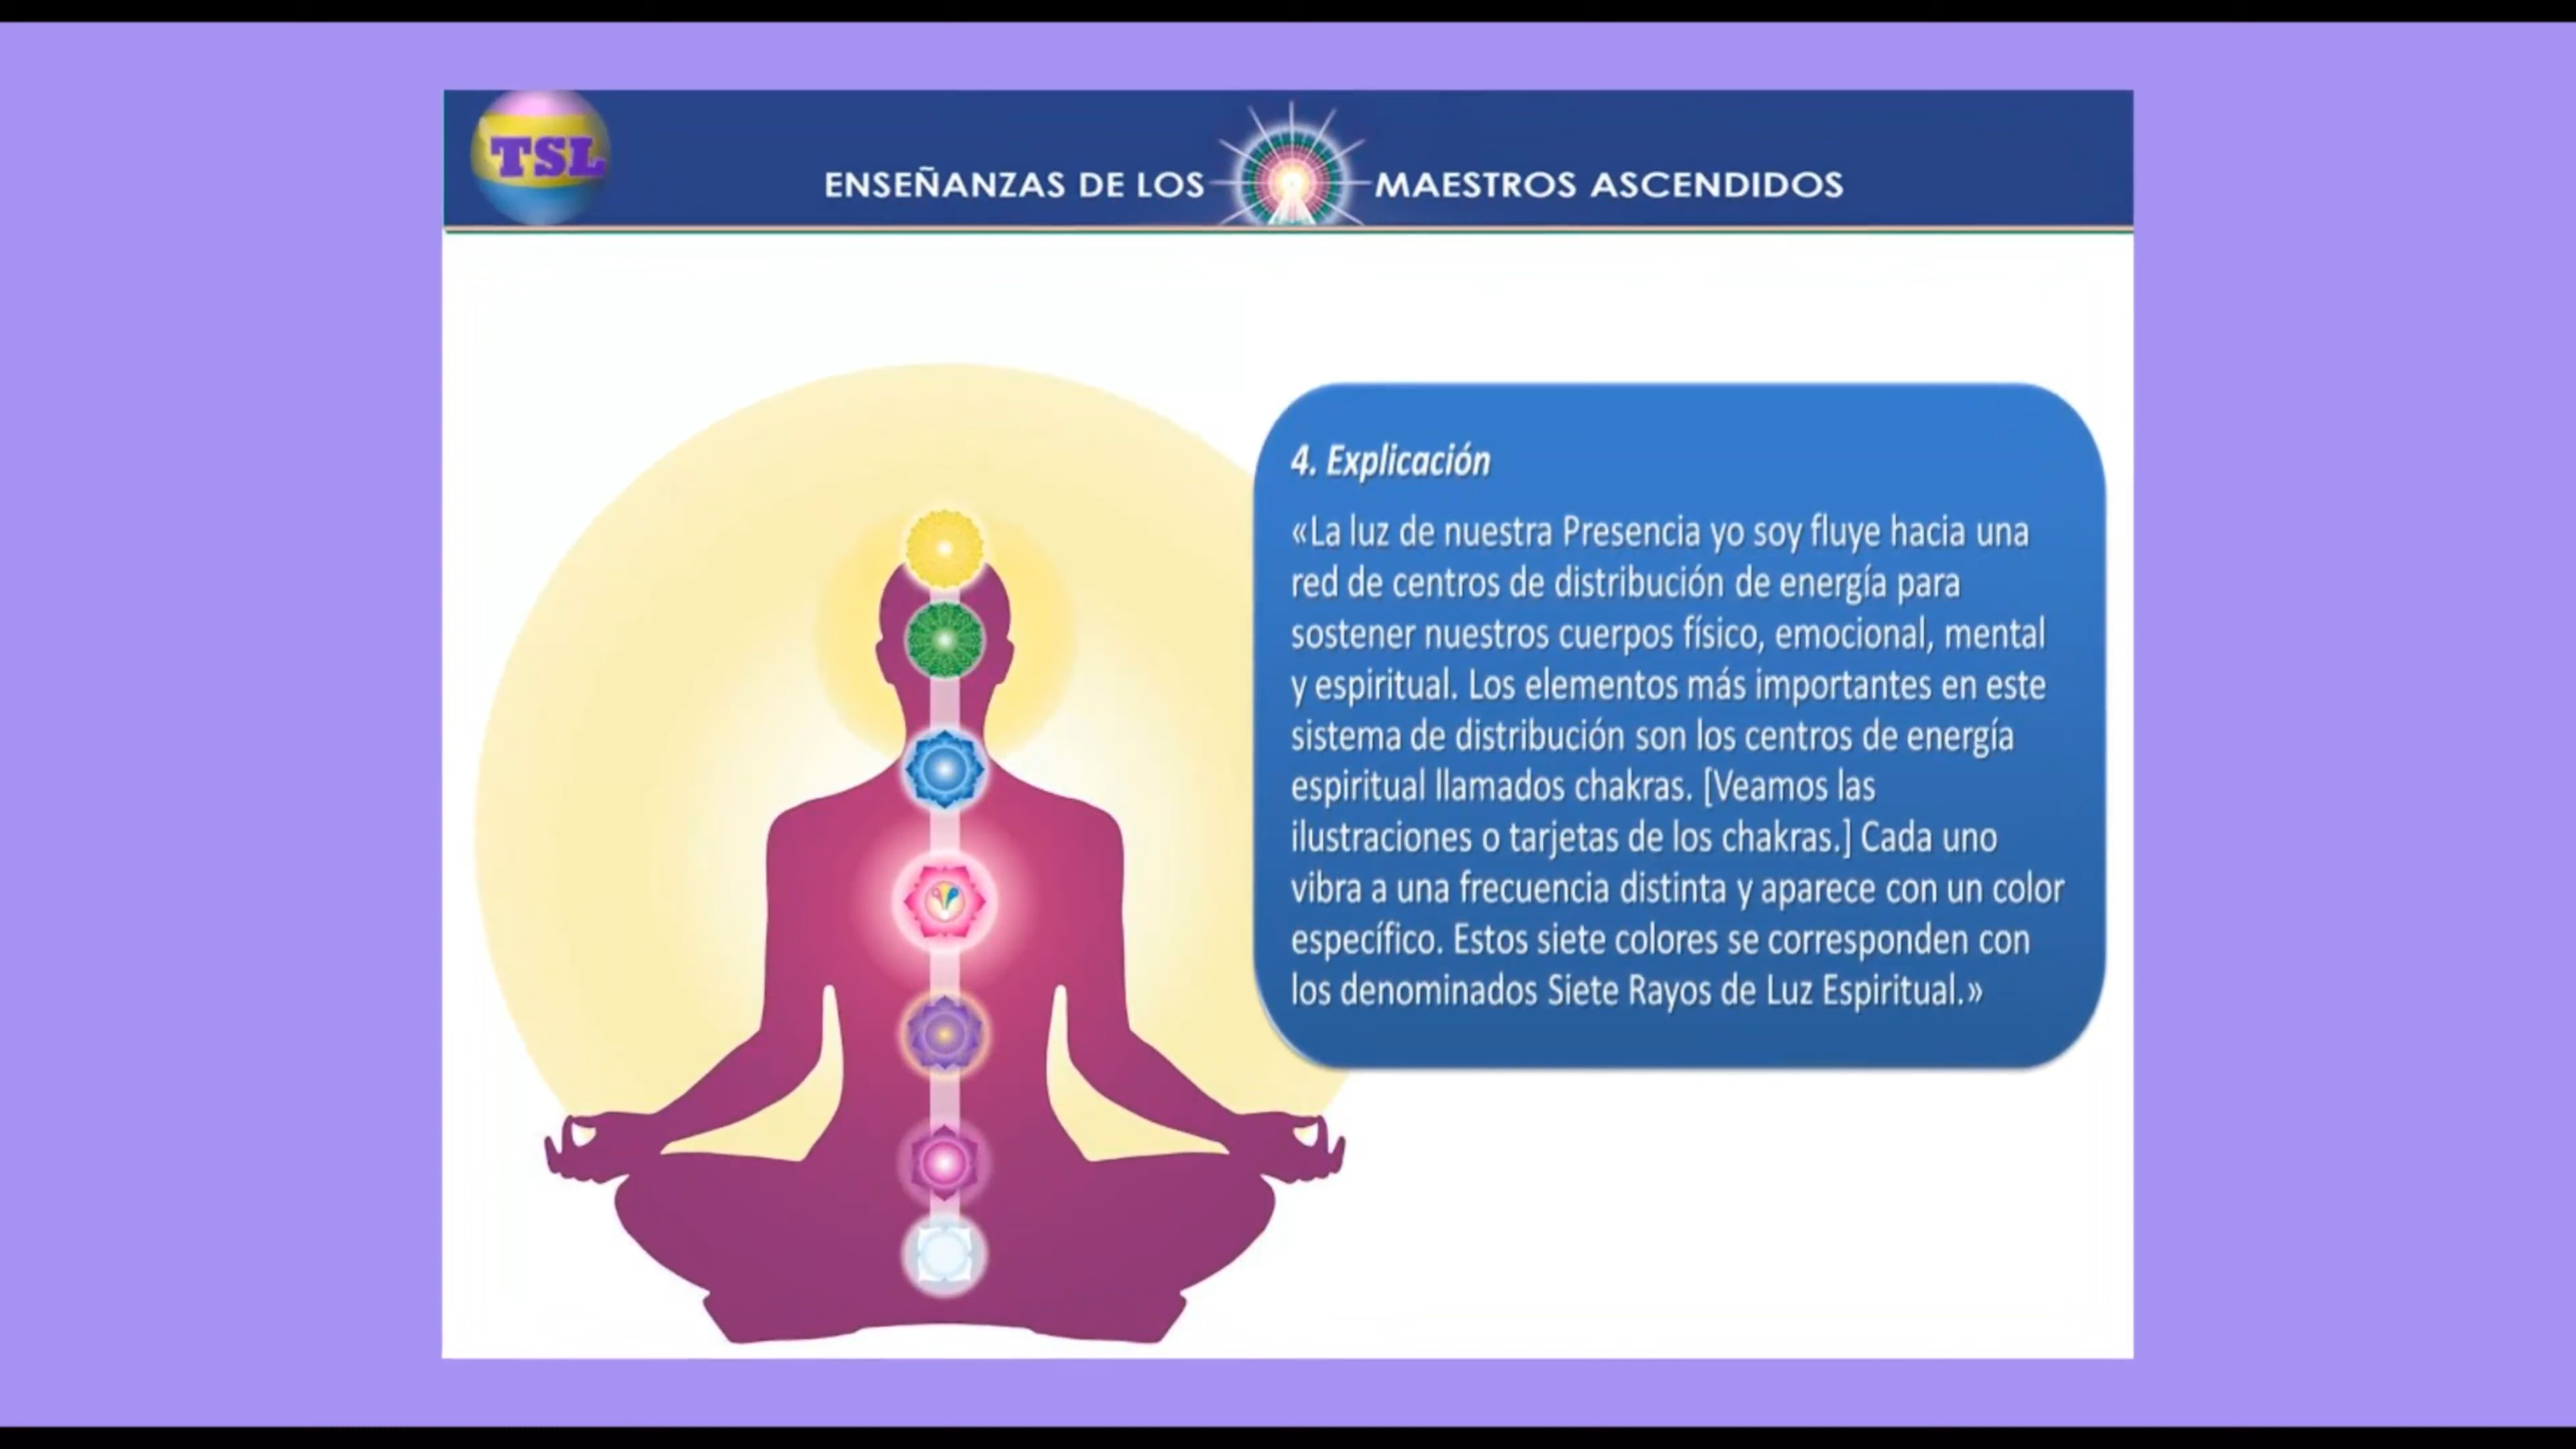 TSL
ENSEÑANZAS DE LOS MAESTROS ASCENDIDOS
4. Explicación
«La luz de nuestra Presencia yo soy fluye hacia una
red de centros de distribución de energía para
sostener nuestros cuerpos físico, emocional, mental
y espiritual. Los elementos más importantes en este
sistema de distribución son los centros de energía
espiritual llamados chakras. [Veamos las
ilustraciones o tarjetas de los chakras.] Cada uno
vibra a una frecuencia distinta y aparece con un color
específico. Estos siete colores se corresponden con
los denominados Siete Rayos de Luz Espiritual.»